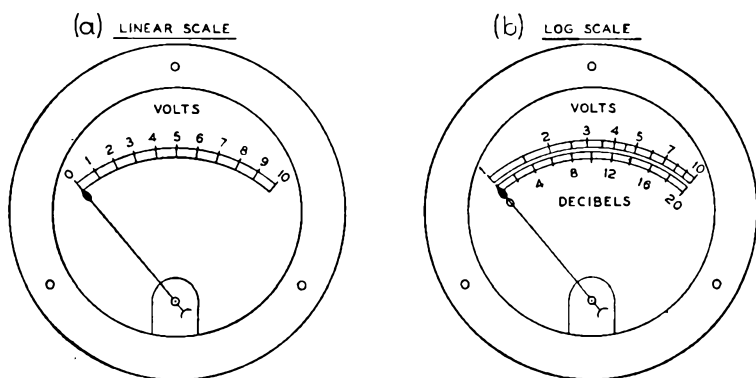 (a) LINEAR SCALE
VOLTS
0 1 2 3 4 5 6 7 8 9 10
(b) LOG SCALE
VOLTS
1 2 3 4 5 7 10
4 8 12 16 20
DECIBELS